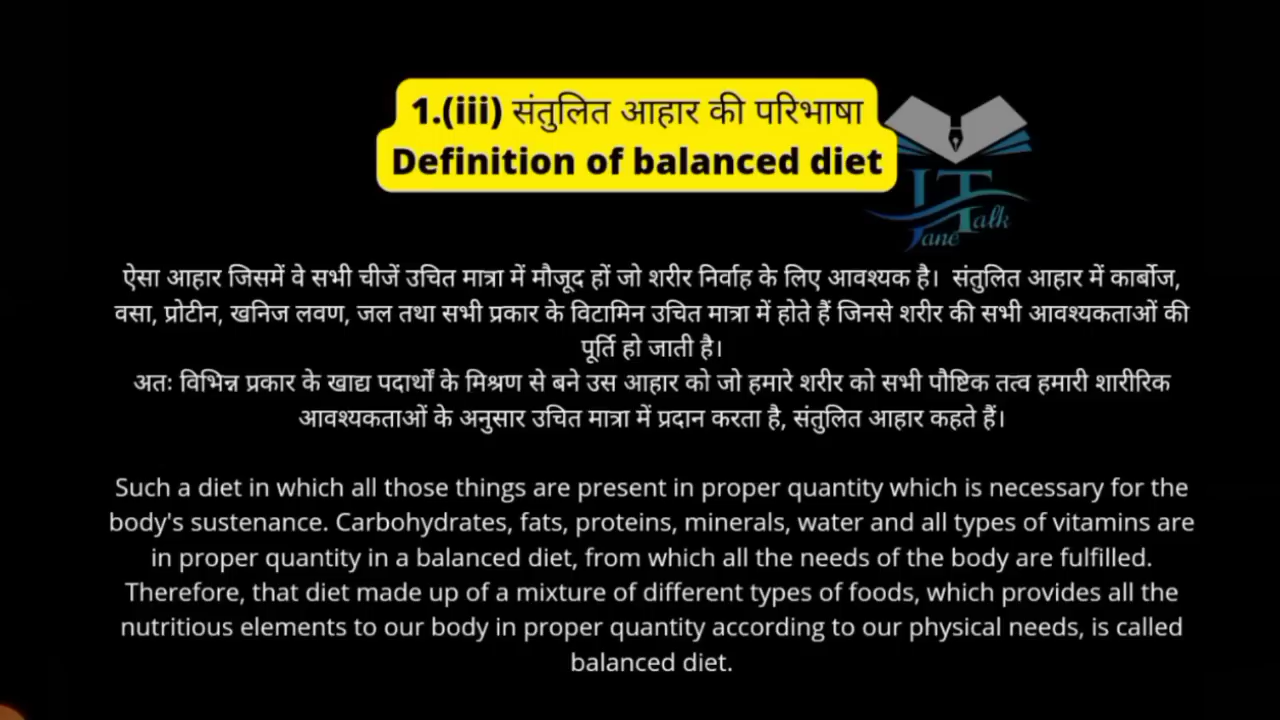 1.(iii) संतुलित आहार की परिभाषा
Definition of balanced diet
JT
Jane Talk
ऐसा आहार जिसमें वे सभी चीजें उचित मात्रा में मौजूद हों जो शरीर निर्वाह के लिए आवश्यक है। संतुलित आहार में कार्बोज,
वसा, प्रोटीन, खनिज लवण, जल तथा सभी प्रकार के विटामिन उचित मात्रा में होते हैं जिनसे शरीर की सभी आवश्यकताओं की
पूर्ति हो जाती है।
अतः विभिन्न प्रकार के खाद्य पदार्थों के मिश्रण से बने उस आहार को जो हमारे शरीर को सभी पौष्टिक तत्व हमारी शारीरिक
आवश्यकताओं के अनुसार उचित मात्रा में प्रदान करता है, संतुलित आहार कहते हैं।
Such a diet in which all those things are present in proper quantity which is necessary for the
body's sustenance. Carbohydrates, fats, proteins, minerals, water and all types of vitamins are
in proper quantity in a balanced diet, from which all the needs of the body are fulfilled.
Therefore, that diet made up of a mixture of different types of foods, which provides all the
nutritious elements to our body in proper quantity according to our physical needs, is called
balanced diet.